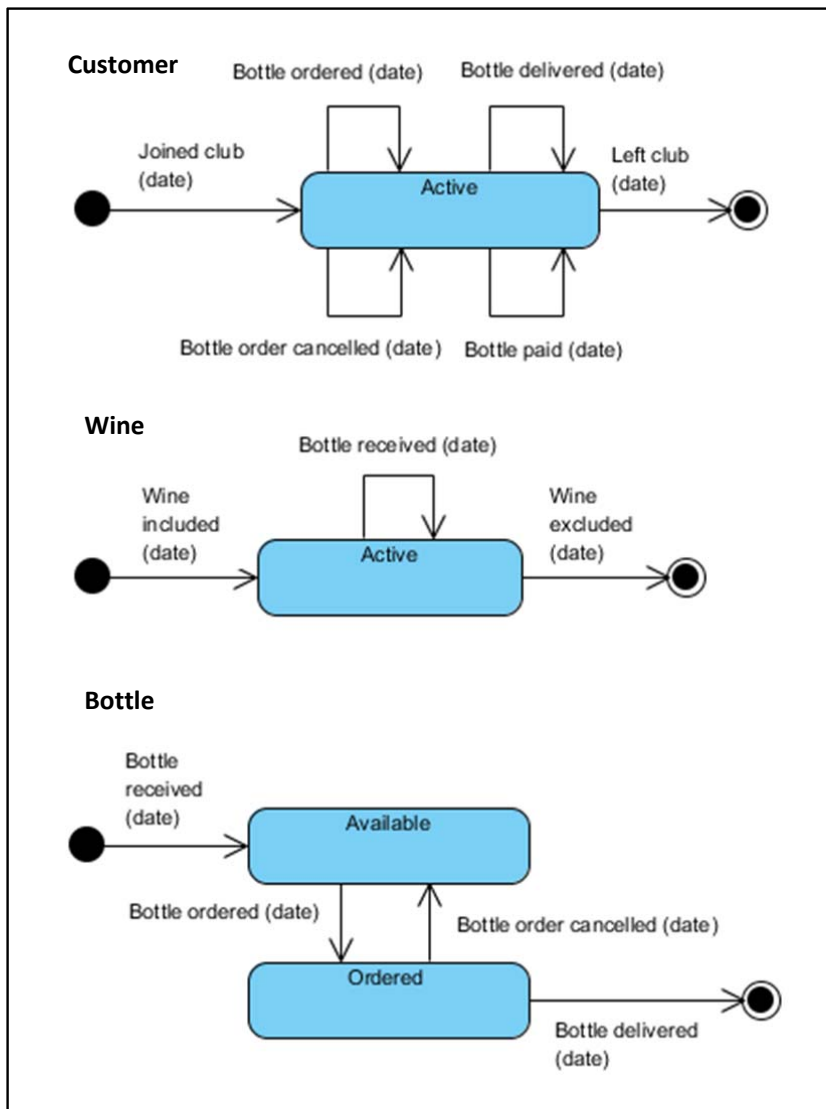 Customer
Bottle ordered (date)
Bottle delivered (date)
Joined club
(date)
Left club
(date)
Active
Bottle order cancelled (date)
Bottle paid (date)
Wine
Bottle received (date)
Wine
included
(date)
Wine
excluded
(date)
Active
Bottle
Bottle
received
(date)
Available
Bottle ordered (date)
Bottle order cancelled (date)
Ordered
Bottle delivered
(date)